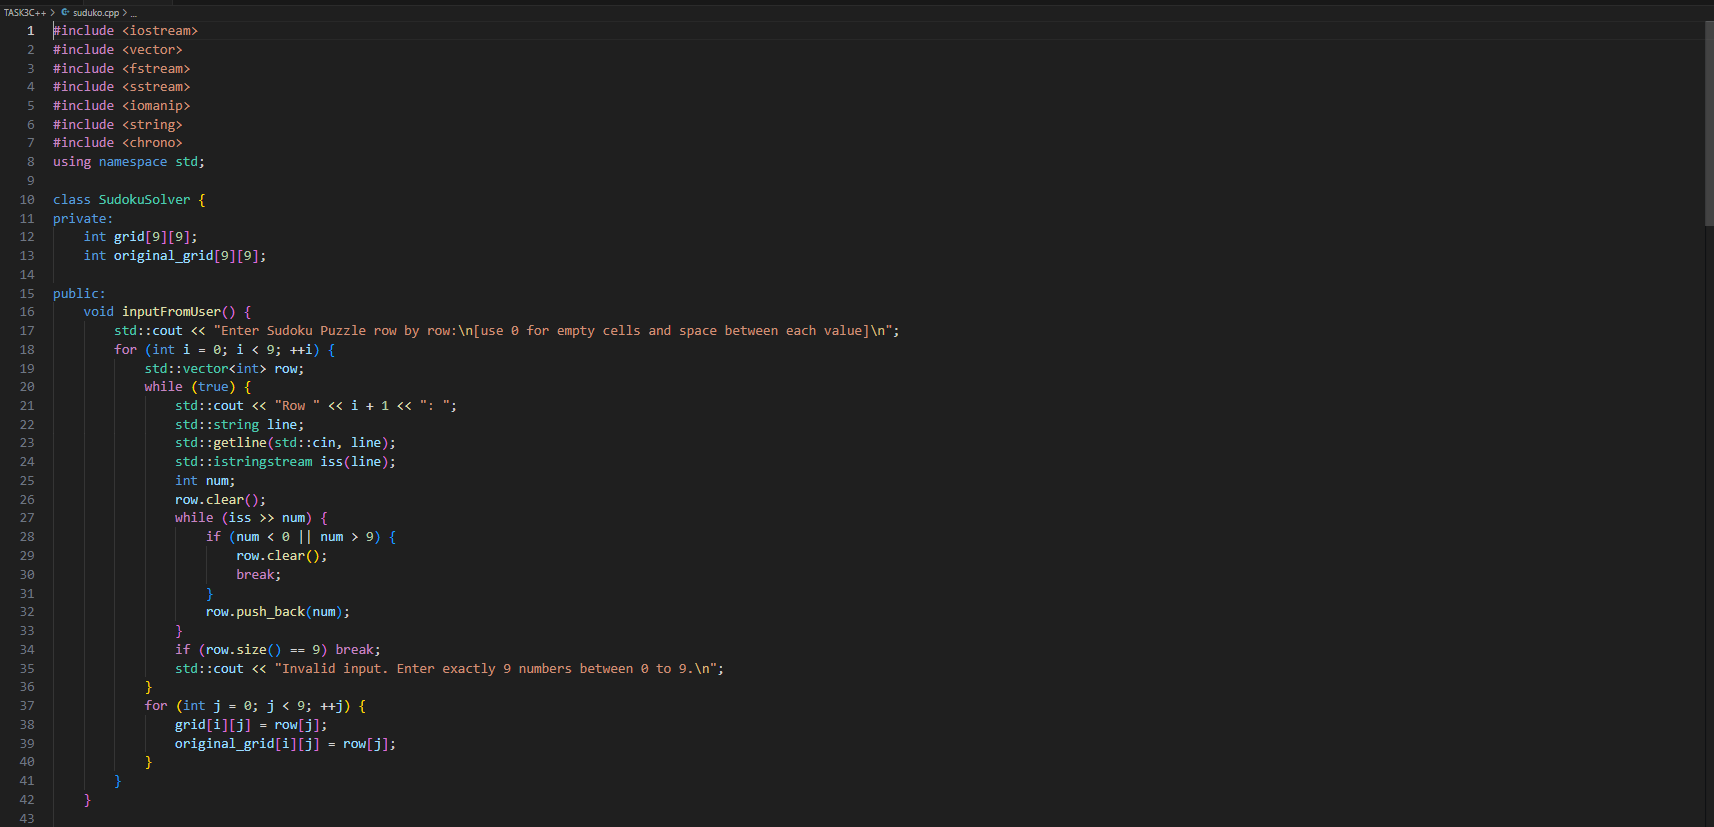 TASK3C++ > suduko.cpp > ...
1 #include <iostream>
2 #include <vector>
3 #include <fstream>
4 #include <sstream>
5 #include <iomanip>
6 #include <string>
7 #include <chrono>
8 using namespace std;
9
10 class SudokuSolver {
11 private:
12     int grid[9][9];
13     int original_grid[9][9];
14
15 public:
16     void inputFromUser() {
17         std::cout << "Enter Sudoku Puzzle row by row:\n[use 0 for empty cells and space between each value]\n";
18         for (int i = 0; i < 9; ++i) {
19             std::vector<int> row;
20             while (true) {
21                 std::cout << "Row " << i + 1 << ": ";
22                 std::string line;
23                 std::getline(std::cin, line);
24                 std::istringstream iss(line);
25                 int num;
26                 row.clear();
27                 while (iss >> num) {
28                     if (num < 0 || num > 9) {
29                         row.clear();
30                         break;
31                     }
32                     row.push_back(num);
33                 }
34                 if (row.size() == 9) break;
35                 std::cout << "Invalid input. Enter exactly 9 numbers between 0 to 9.\n";
36             }
37             for (int j = 0; j < 9; ++j) {
38                 grid[i][j] = row[j];
39                 original_grid[i][j] = row[j];
40             }
41         }
42     }
43